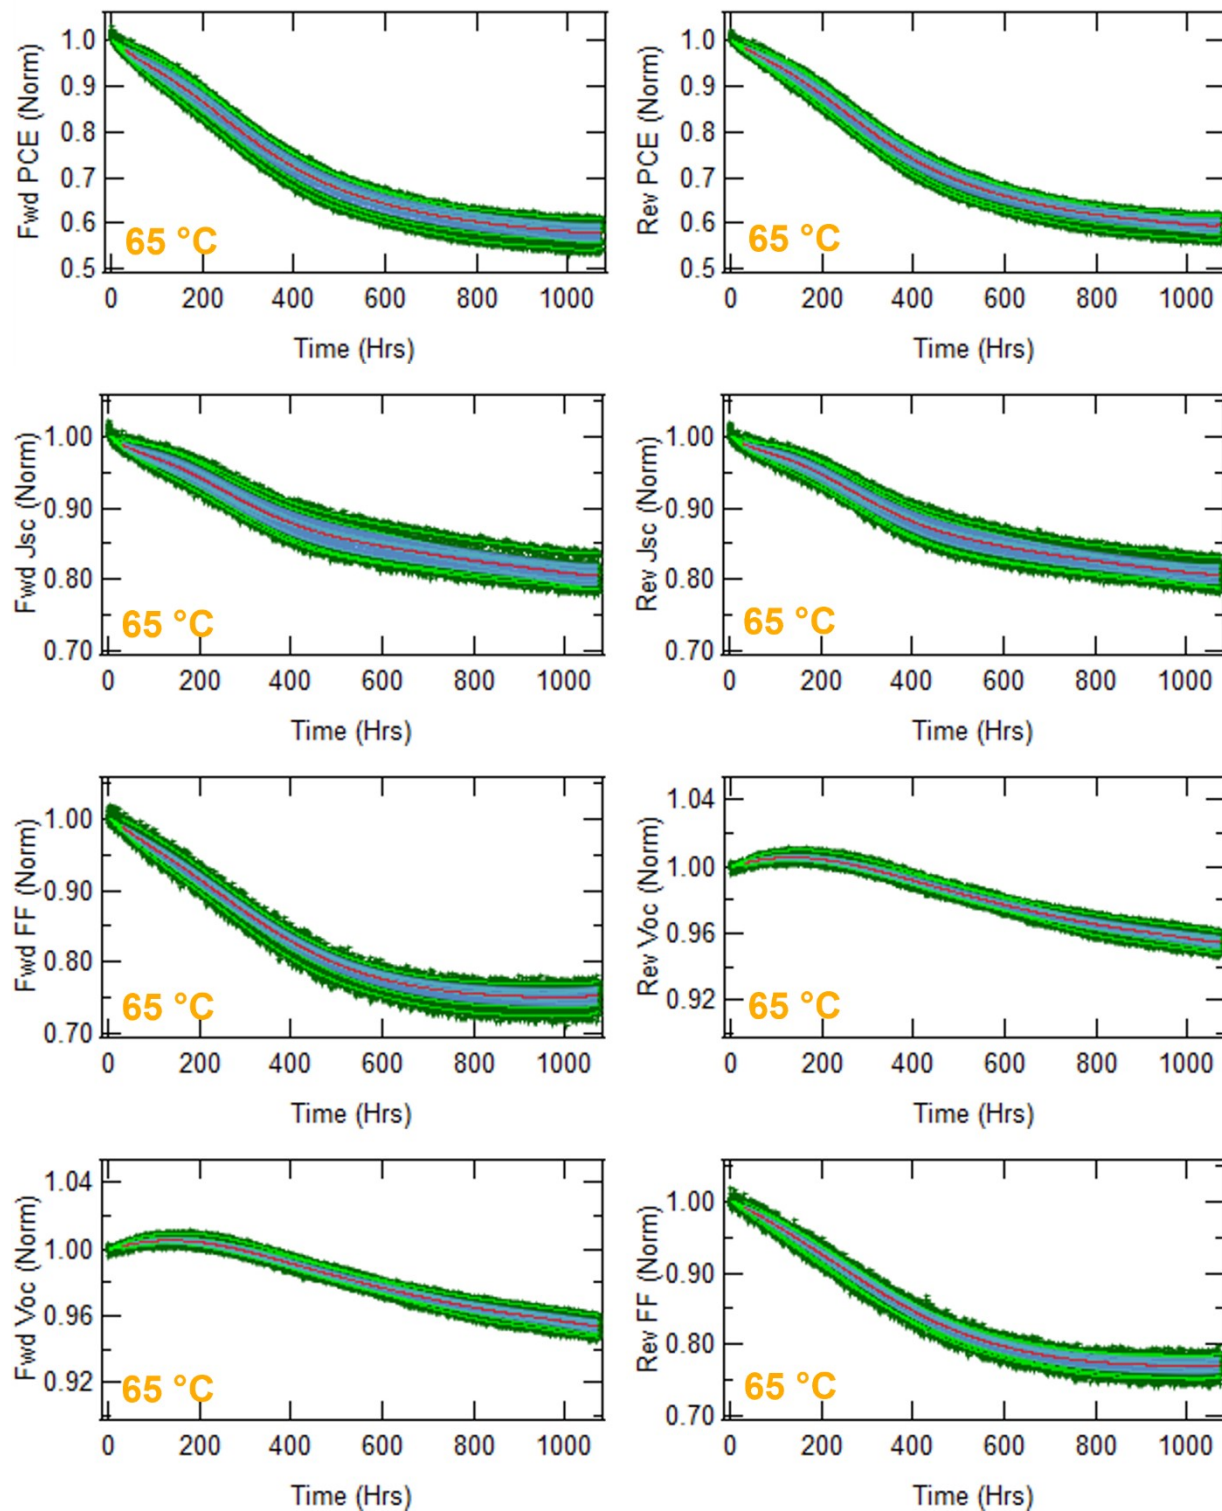 Fwd PCE (Norm)
1.0
0.9
0.8
0.7
0.6
0.5
65 °C
0 200 400 600 800 1000
Time (Hrs)
Rev PCE (Norm)
1.0
0.9
0.8
0.7
0.6
0.5
65 °C
0 200 400 600 800 1000
Time (Hrs)
Fwd Jsc (Norm)
1.00
0.90
0.80
0.70
65 °C
0 200 400 600 800 1000
Time (Hrs)
Rev Jsc (Norm)
1.00
0.90
0.80
0.70
65 °C
0 200 400 600 800 1000
Time (Hrs)
Fwd FF (Norm)
1.00
0.90
0.80
0.70
65 °C
0 200 400 600 800 1000
Time (Hrs)
Rev Voc (Norm)
1.04
1.00
0.96
0.92
65 °C
0 200 400 600 800 1000
Time (Hrs)
Fwd Voc (Norm)
1.04
1.00
0.96
0.92
65 °C
0 200 400 600 800 1000
Time (Hrs)
Rev FF (Norm)
1.00
0.90
0.80
0.70
65 °C
0 200 400 600 800 1000
Time (Hrs)